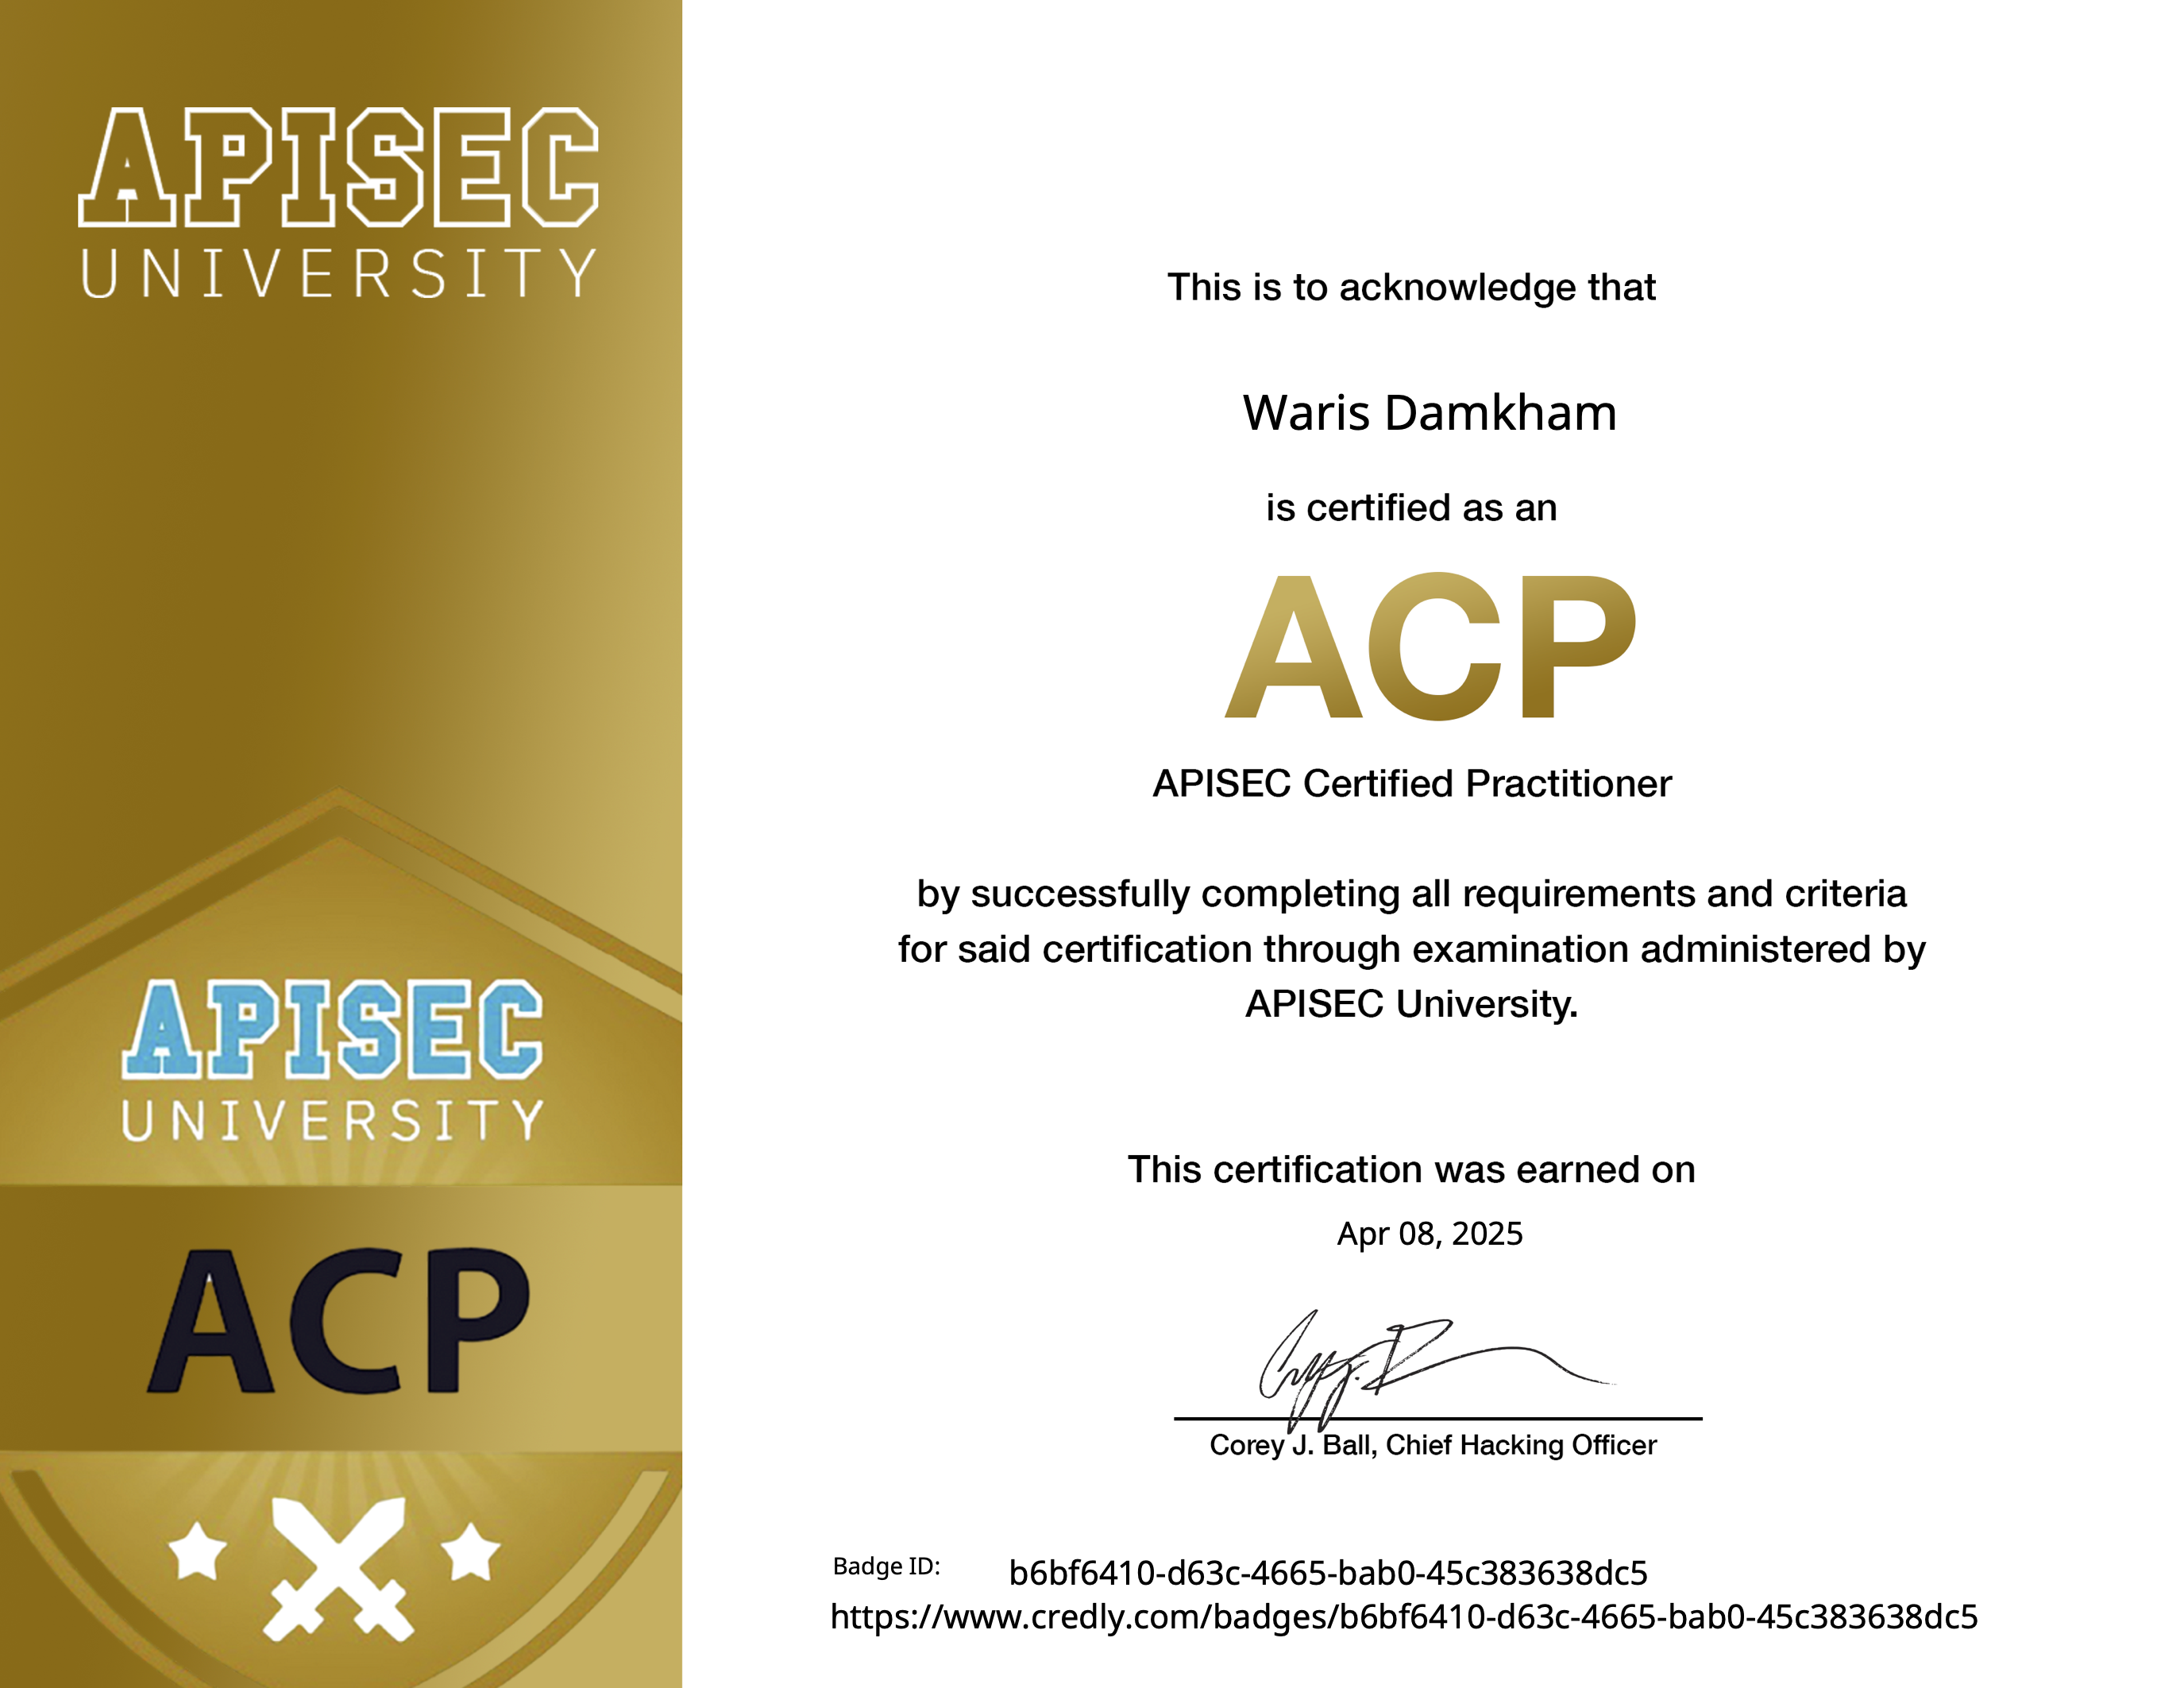 APISEC
UNIVERSITY
This is to acknowledge that
Waris Damkham
is certified as an
ACP
APISEC Certified Practitioner
by successfully completing all requirements and criteria
for said certification through examination administered by
APISEC University.
This certification was earned on
Apr 08, 2025
Corey J. Ball, Chief Hacking Officer
Badge ID: b6bf6410-d63c-4665-bab0-45c383638dc5
https://www.credly.com/badges/b6bf6410-d63c-4665-bab0-45c383638dc5
APISEC
UNIVERSITY
ACP